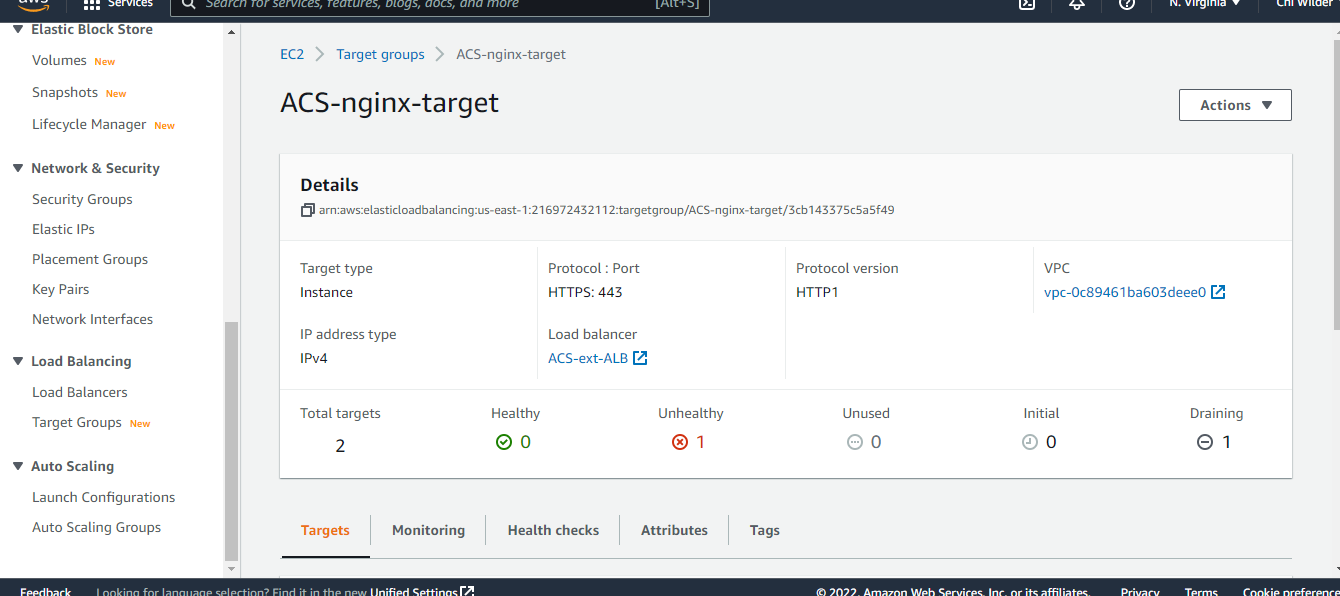 aws
Services
Search for services, features, blogs, docs, and more
[Alt+S]
N. Virginia
Chi Wilder
Elastic Block Store
Volumes New
Snapshots New
Lifecycle Manager New
Network & Security
Security Groups
Elastic IPs
Placement Groups
Key Pairs
Network Interfaces
Load Balancing
Load Balancers
Target Groups New
Auto Scaling
Launch Configurations
Auto Scaling Groups
EC2 > Target groups > ACS-nginx-target
ACS-nginx-target
Actions
Details
arn:aws:elasticloadbalancing:us-east-1:216972432112:targetgroup/ACS-nginx-target/3cb143375c5a5f49
Target type
Instance
Protocol : Port
HTTPS: 443
Protocol version
HTTP1
VPC
vpc-0c89461ba603deee0
IP address type
IPv4
Load balancer
ACS-ext-ALB
Total targets
2
Healthy
0
Unhealthy
1
Unused
0
Initial
0
Draining
1
Targets
Monitoring
Health checks
Attributes
Tags
Feedback
Looking for language selection? Find it in the new Unified Settings
© 2022, Amazon Web Services, Inc. or its affiliates.
Privacy
Terms
Cookie preference